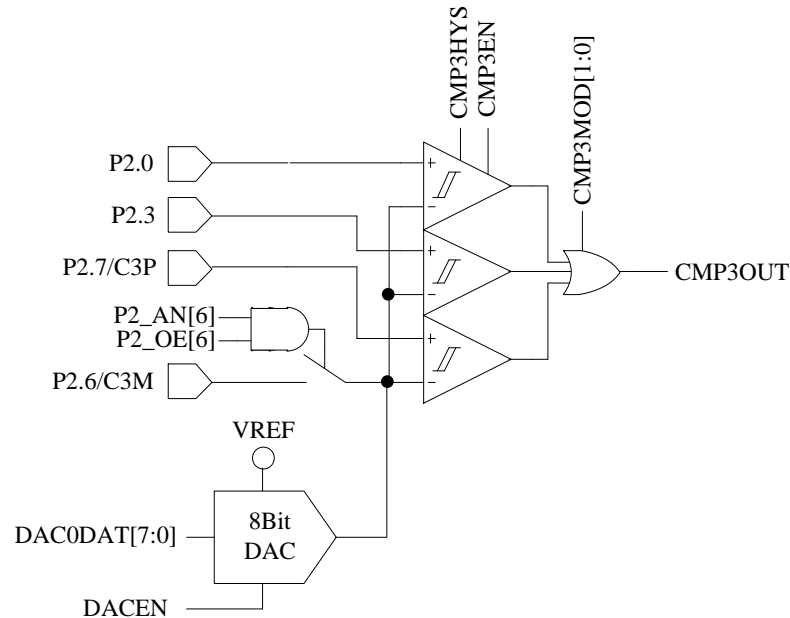 CMP3HYS
CMP3EN
CMP3MOD[1:0]
P2.0
+
−
P2.3
+
−
P2.7/C3P
CMP3OUT
P2_AN[6]
P2_OE[6]
+
−
P2.6/C3M
VREF
DAC0DAT[7:0]
8Bit
DAC
DACEN